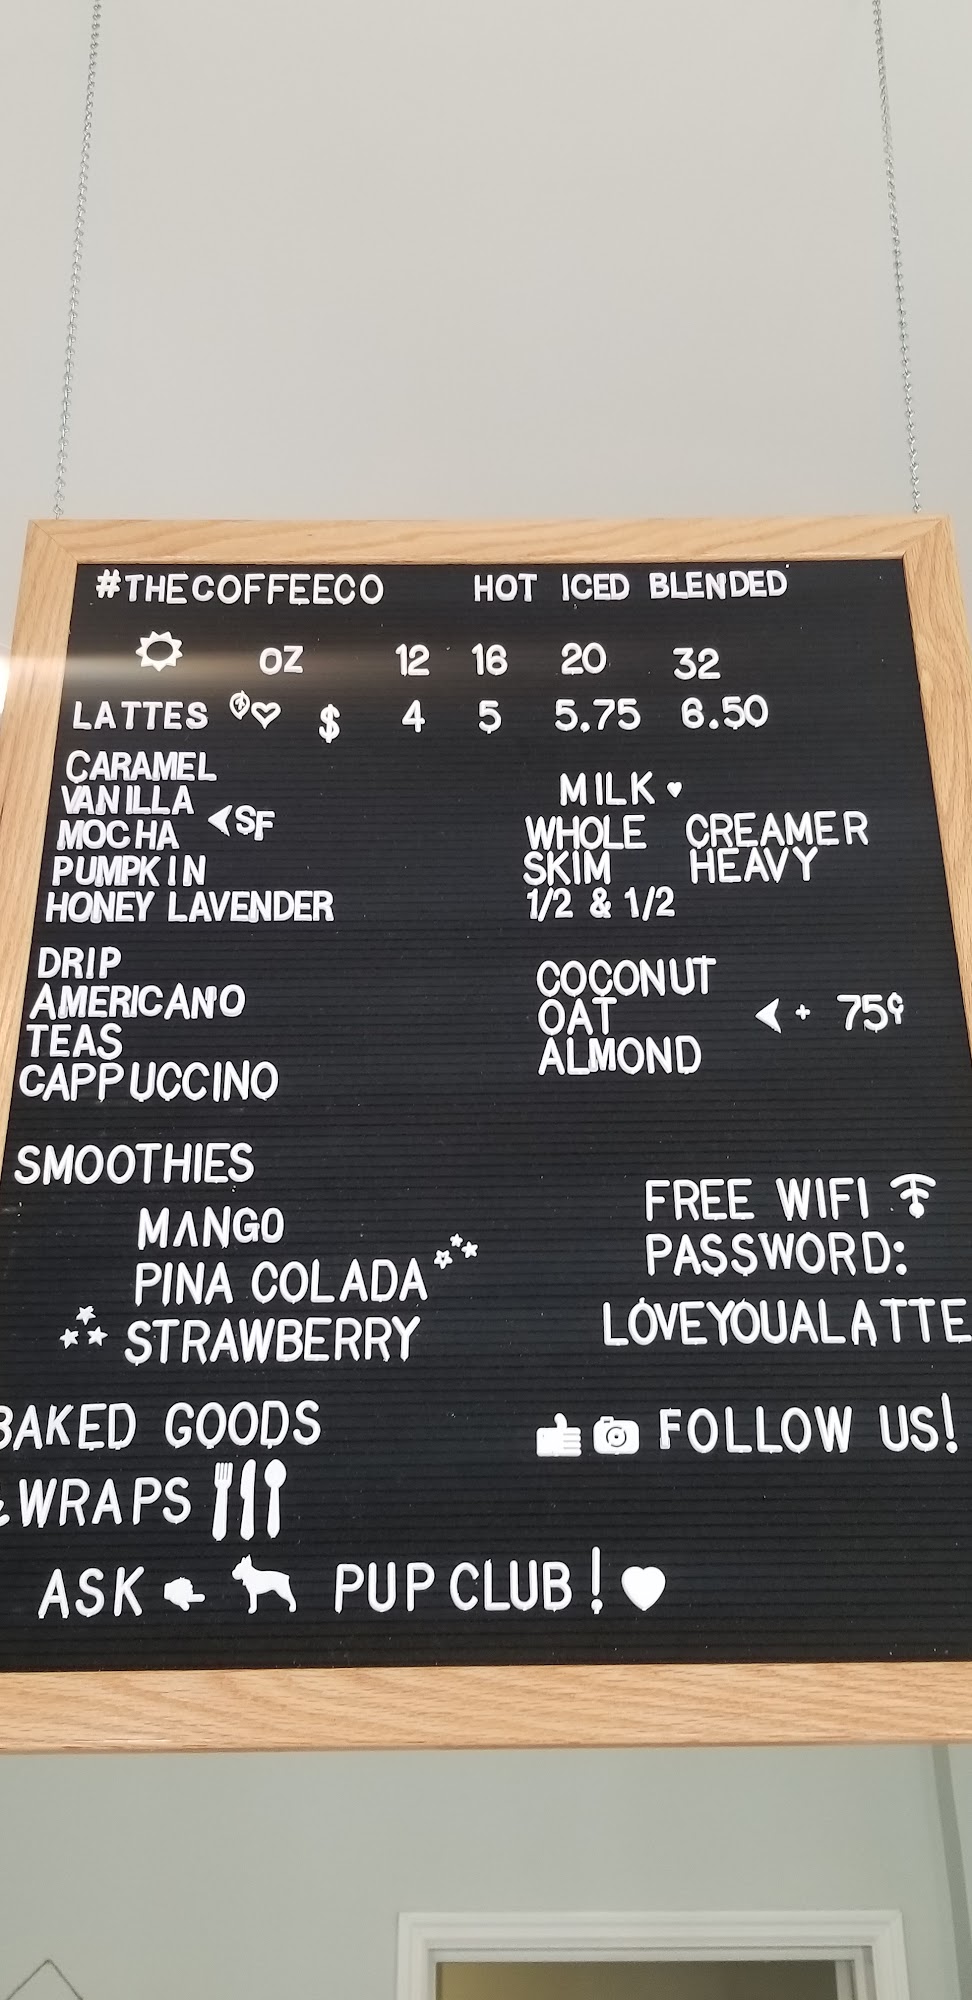 #THECOFFEECO HOT ICED BLENDED
OZ 12 16 20 32
LATTES $ 4 5 5.75 6.50
CARAMEL
VANILLA
MOCHA
SF
PUMPKIN
HONEY LAVENDER
MILK
WHOLE CREAMER
SKIM HEAVY
1/2 & 1/2
DRIP
AMERICANO
TEAS
CAPPUCCINO
COCONUT
OAT
ALMOND
+ 75¢
SMOOTHIES
MANGO
PINA COLADA
STRAWBERRY
FREE WIFI
PASSWORD:
LOVEYOUALATTE
BAKED GOODS
& WRAPS
FOLLOW US!
ASK PUP CLUB!